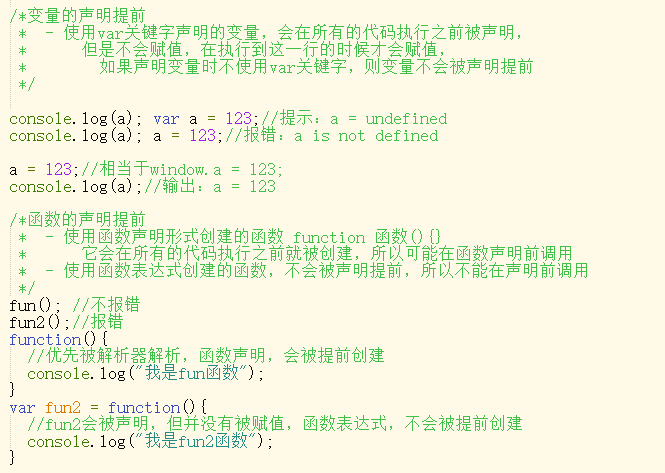 /*变量的声明提前
* - 使用var关键字声明的变量，会在所有的代码执行之前被声明，
* 但是不会赋值，在执行到这一行的时候才会赋值，
* 如果声明变量时不使用var关键字，则变量不会被声明提前
*/
console.log(a); var a = 123;//提示：a = undefined
console.log(a); a = 123;//报错：a is not defined
a = 123;//相当于window.a = 123;
console.log(a);//输出：a = 123
/*函数的声明提前
* - 使用函数声明形式创建的函数 function 函数(){}
* 它会在所有的代码执行之前就被创建，所以可能在函数声明前调用
* - 使用函数表达式创建的函数，不会被声明提前，所以不能在声明前调用
*/
fun(); //不报错
fun2();//报错
function(){
//优先被解析器解析，函数声明，会被提前创建
console.log("我是fun函数");
}
var fun2 = function(){
//fun2会被声明，但并没有被赋值，函数表达式，不会被提前创建
console.log("我是fun2函数");
}